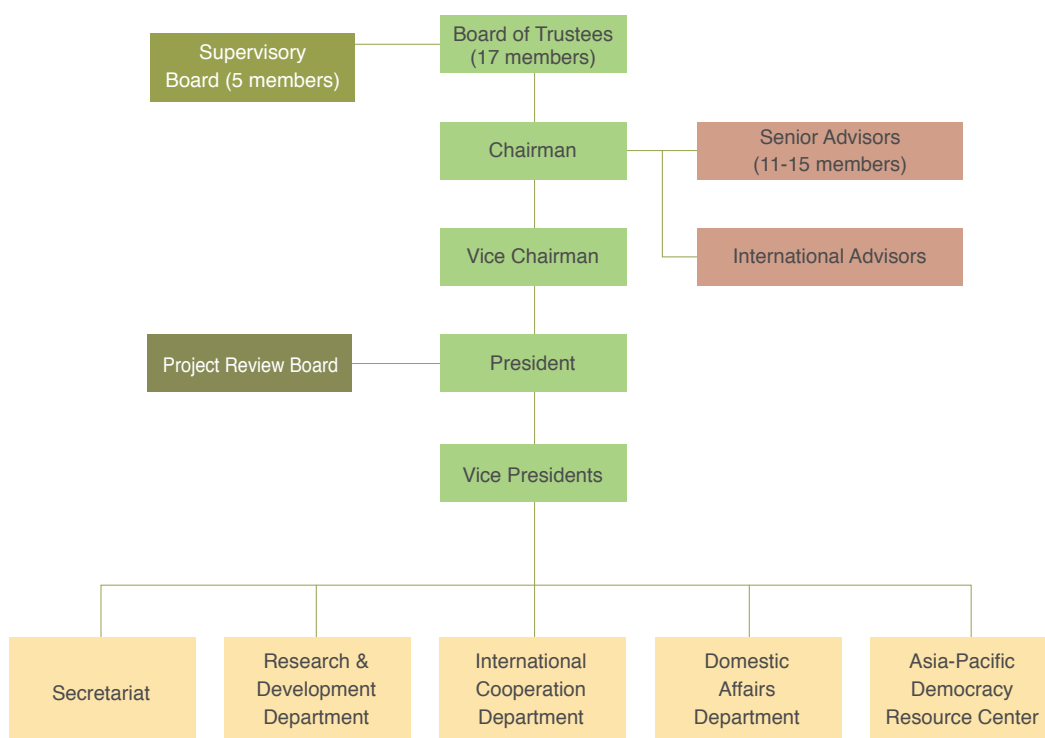 Board of Trustees
(17 members)
Supervisory
Board (5 members)
Chairman
Senior Advisors
(11-15 members)
Vice Chairman
International Advisors
Project Review Board
President
Vice Presidents
Secretariat
Research &
Development
Department
International
Cooperation
Department
Domestic
Affairs
Department
Asia-Pacific
Democracy
Resource Center